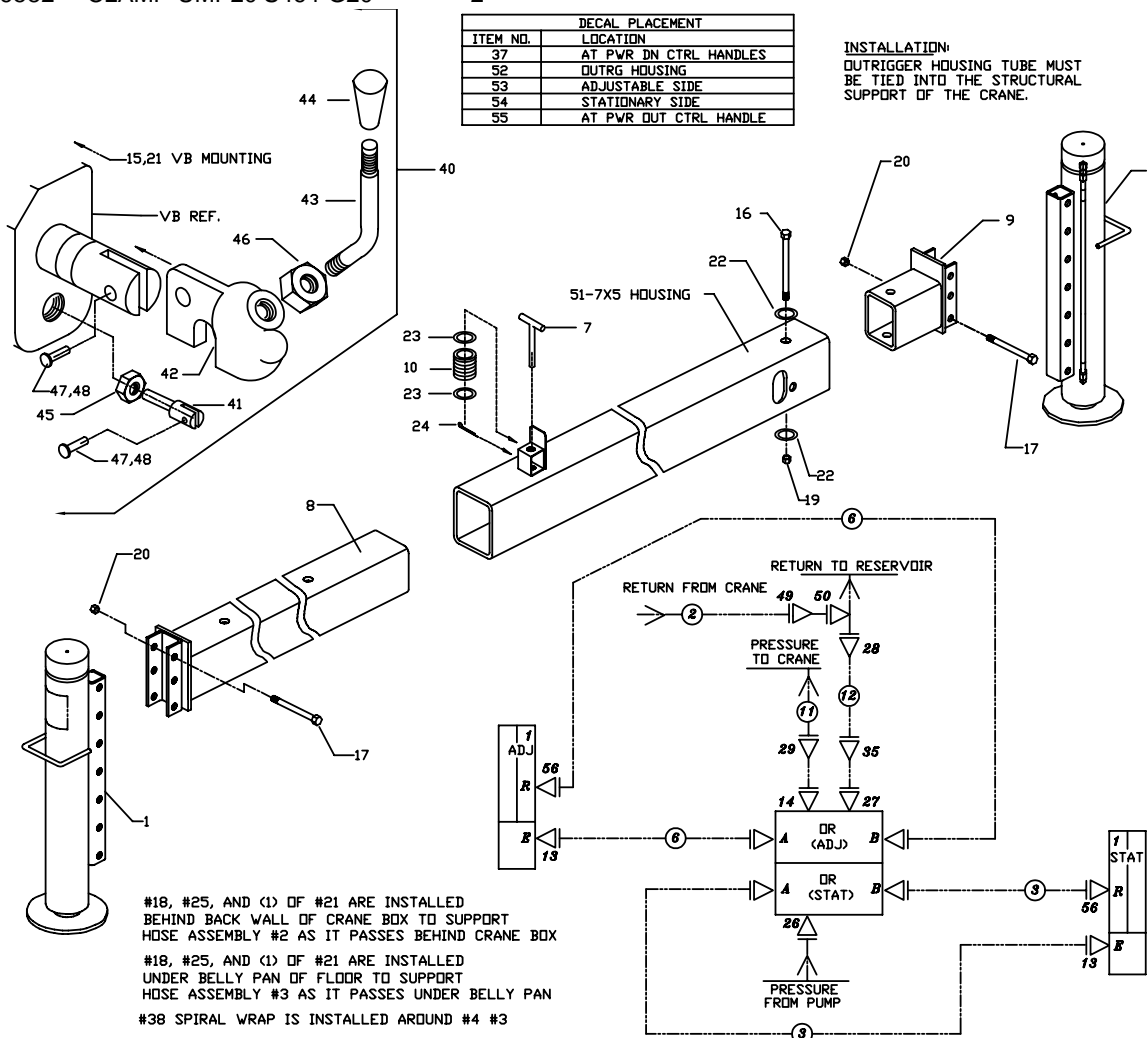 CLAMP
2
DECAL PLACEMENT
ITEM NO. LOCATION
37 AT PWR DN CTRL HANDLES
52 OUTRG HOUSING
53 ADJUSTABLE SIDE
54 STATIONARY SIDE
55 AT PWR OUT CTRL HANDLE
INSTALLATION:
OUTRIGGER HOUSING TUBE MUST
BE TIED INTO THE STRUCTURAL
SUPPORT OF THE CRANE.
44
15,21 VB MOUNTING
40
43
VB REF.
46
42
47,48
45
41
47,48
20
9
16
22
51-7X5 HOUSING
7
23
10
23
24
22
19
17
8
20
17
1
6
RETURN TO RESERVOIR
RETURN FROM CRANE
2
49
50
28
PRESSURE
TO CRANE
11
12
29
35
14
27
1
ADJ
R
56
E
13
6
A
OR
(ADJ)
B
A
OR
(STAT)
B
3
26
PRESSURE
FROM PUMP
3
1
STAT
R
56
E
13
#18, #25, AND (1) OF #21 ARE INSTALLED
BEHIND BACK WALL OF CRANE BOX TO SUPPORT
HOSE ASSEMBLY #2 AS IT PASSES BEHIND CRANE BOX
#18, #25, AND (1) OF #21 ARE INSTALLED
UNDER BELLY PAN OF FLOOR TO SUPPORT
HOSE ASSEMBLY #3 AS IT PASSES UNDER BELLY PAN
#38 SPIRAL WRAP IS INSTALLED AROUND #4 #3